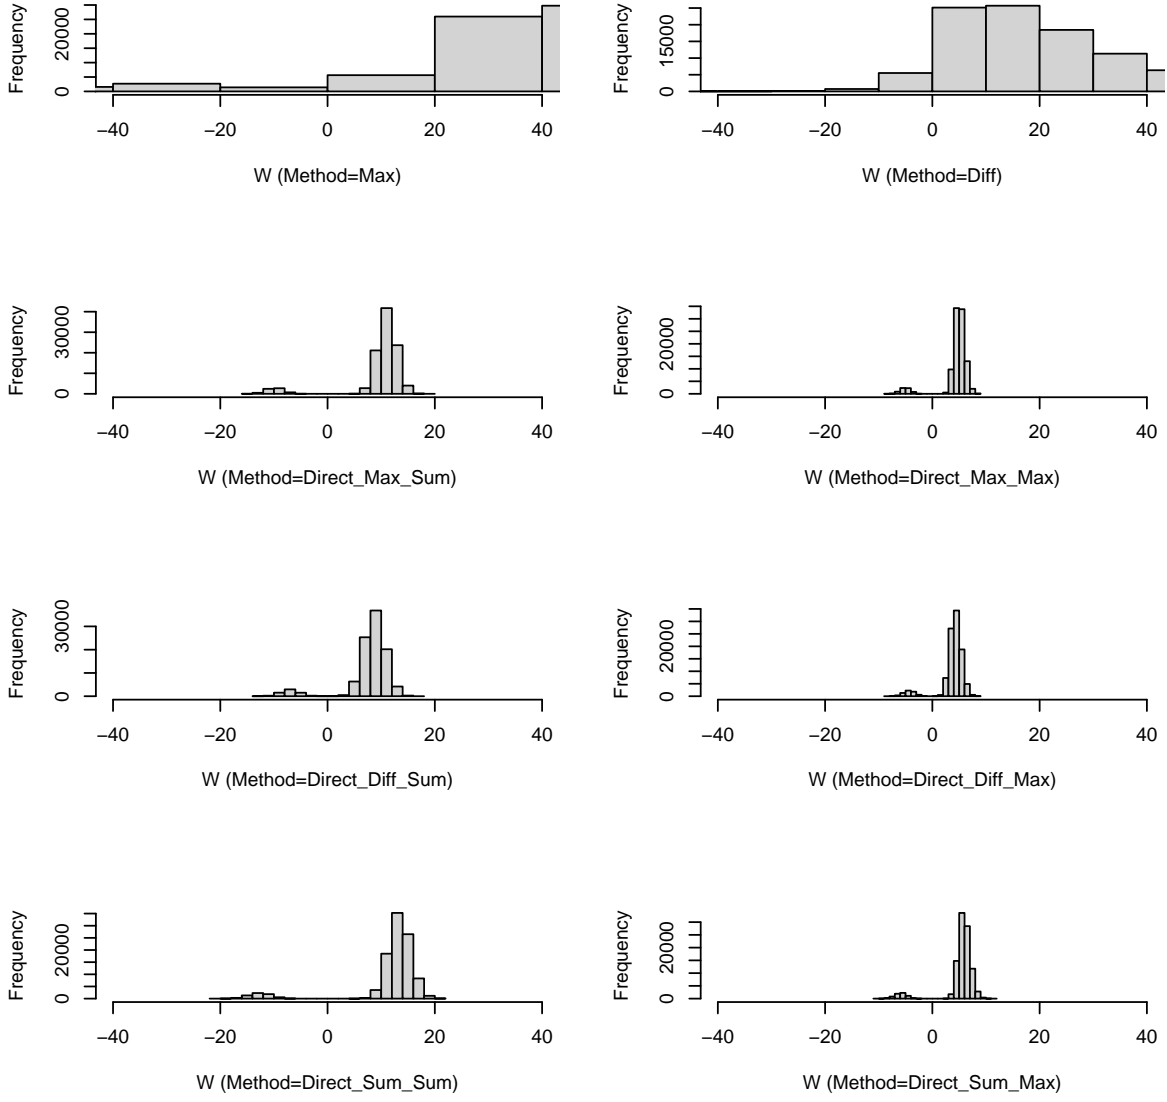 Frequency
20000
0
−40 −20 0 20 40
W (Method=Max)
Frequency
15000
0
−40 −20 0 20 40
W (Method=Diff)
Frequency
30000
0
−40 −20 0 20 40
W (Method=Direct_Max_Sum)
Frequency
20000
0
−40 −20 0 20 40
W (Method=Direct_Max_Max)
Frequency
30000
0
−40 −20 0 20 40
W (Method=Direct_Diff_Sum)
Frequency
20000
0
−40 −20 0 20 40
W (Method=Direct_Diff_Max)
Frequency
20000
0
−40 −20 0 20 40
W (Method=Direct_Sum_Sum)
Frequency
20000
0
−40 −20 0 20 40
W (Method=Direct_Sum_Max)